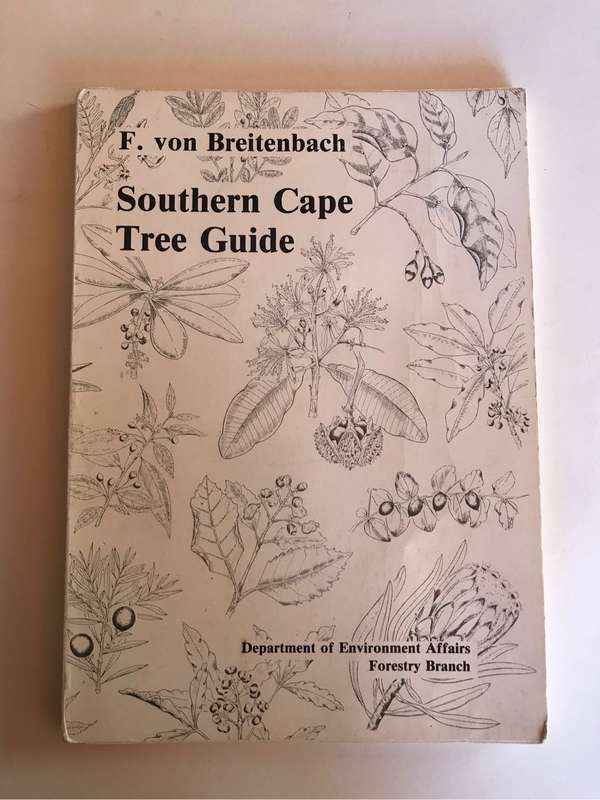 F. von Breitenbach
Southern Cape
Tree Guide
Department of Environment Affairs
Forestry Branch